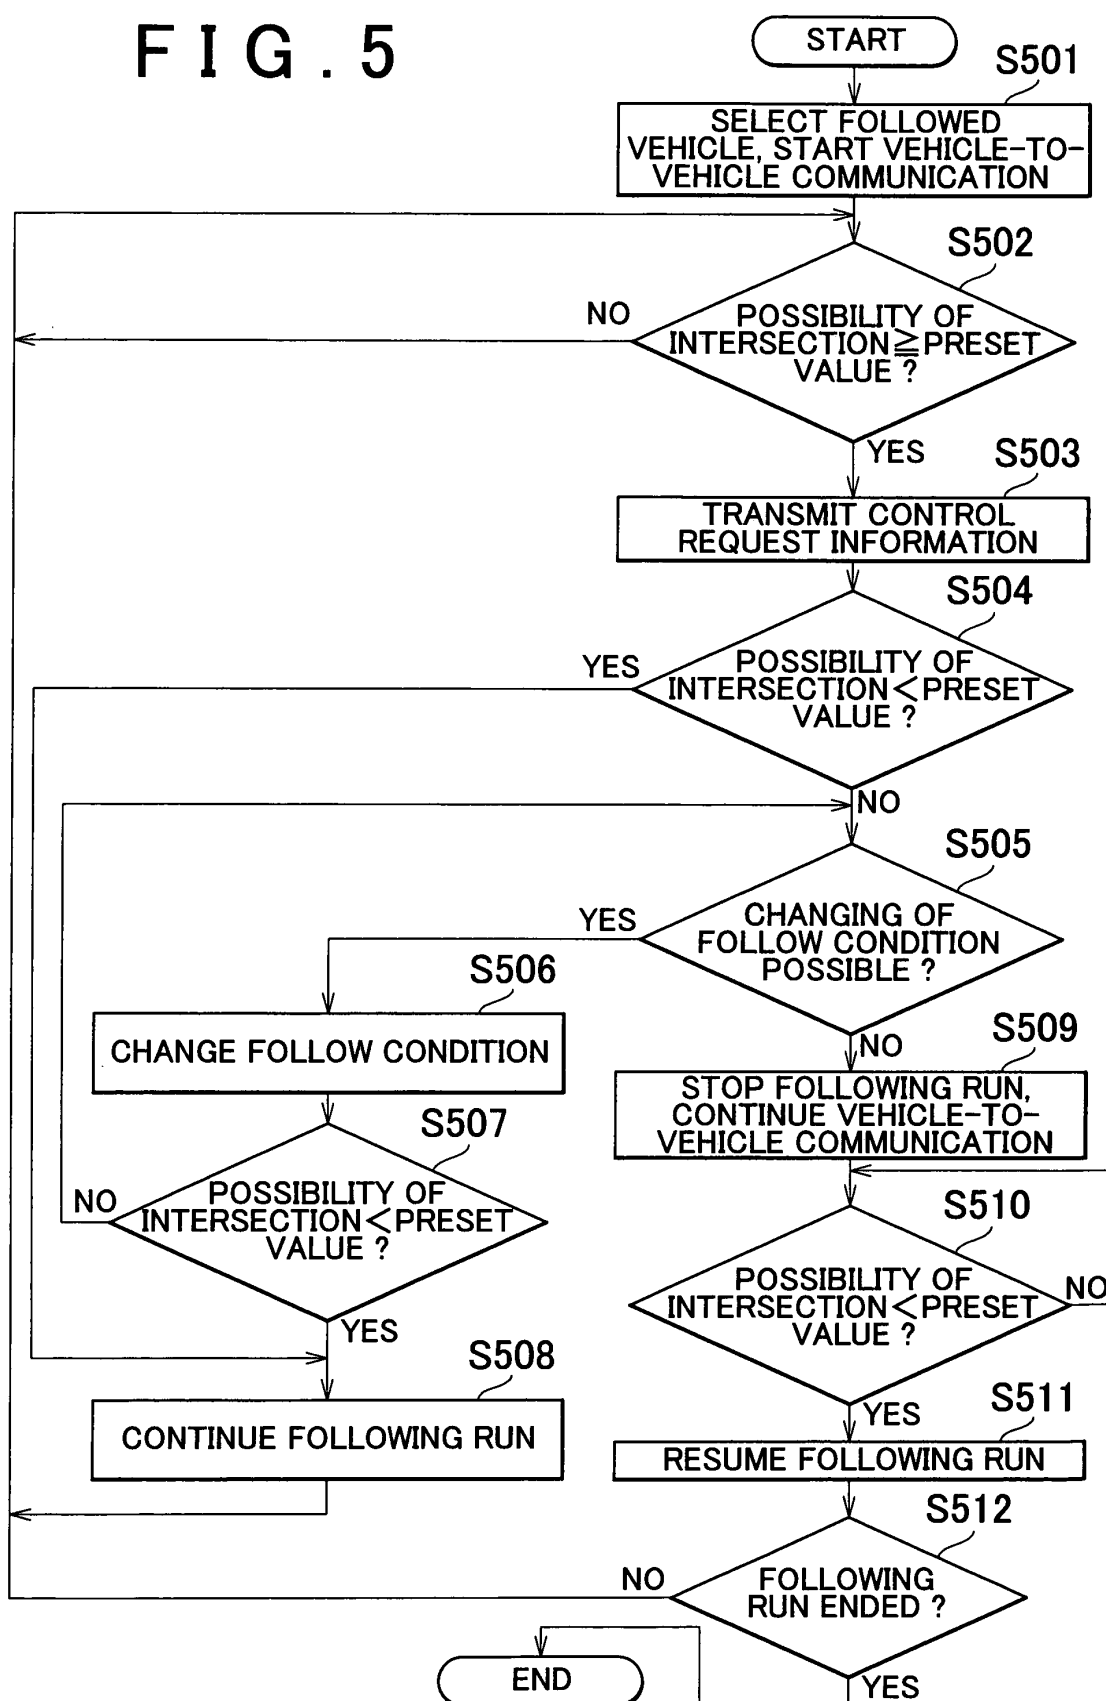 FIG. 5
START
S501
SELECT FOLLOWED
VEHICLE, START VEHICLE-TO-
VEHICLE COMMUNICATION
S502
NO
POSSIBILITY OF
INTERSECTION≧PRESET
VALUE ?
YES
S503
TRANSMIT CONTROL
REQUEST INFORMATION
S504
YES
POSSIBILITY OF
INTERSECTION<PRESET
VALUE ?
NO
S505
YES
CHANGING OF
FOLLOW CONDITION
POSSIBLE ?
S506
CHANGE FOLLOW CONDITION
NO
S509
STOP FOLLOWING RUN,
CONTINUE VEHICLE-TO-
VEHICLE COMMUNICATION
S507
NO
POSSIBILITY OF
INTERSECTION<PRESET
VALUE ?
YES
S510
POSSIBILITY OF
INTERSECTION<PRESET
VALUE ?
NO
YES
S508
CONTINUE FOLLOWING RUN
S511
RESUME FOLLOWING RUN
S512
NO
FOLLOWING
RUN ENDED ?
YES
END